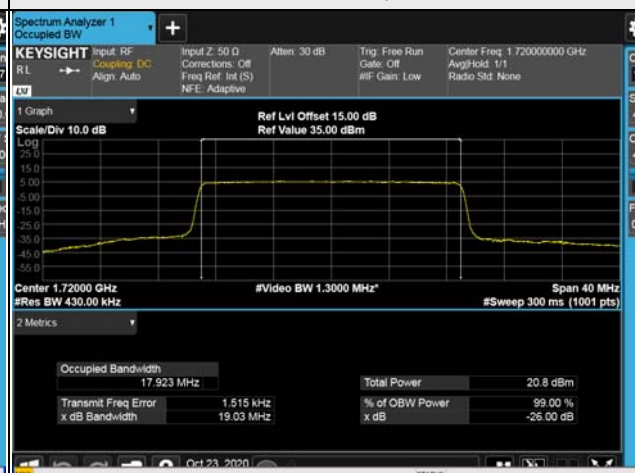 Spectrum Analyzer 1
Occupied BW
KEYSIGHT
RL
Input: RF
Coupling: DC
Align: Auto
Input Z: 50 Ω
Corrections: Off
Freq Ref: Int (S)
NFE: Adaptive
Atten: 30 dB
Trig: Free Run
Gate: Off
#IF Gain: Low
Center Freq: 1.720000000 GHz
Avg|Hold: 1/1
Radio Std: None
LXI
1 Graph
Scale/Div 10.0 dB
Ref Lvl Offset 15.00 dB
Ref Value 35.00 dBm
Log
25.0
15.0
5.00
-5.00
-15.0
-25.0
-35.0
-45.0
-55.0
Center 1.72000 GHz
#Video BW 1.3000 MHz*
Span 40 MHz
#Res BW 430.00 kHz
#Sweep 300 ms (1001 pts)
2 Metrics
Occupied Bandwidth
17.923 MHz
Total Power 20.8 dBm
Transmit Freq Error 1.515 kHz
% of OBW Power 99.00 %
x dB Bandwidth 19.03 MHz
x dB -26.00 dB
Oct 23, 2020